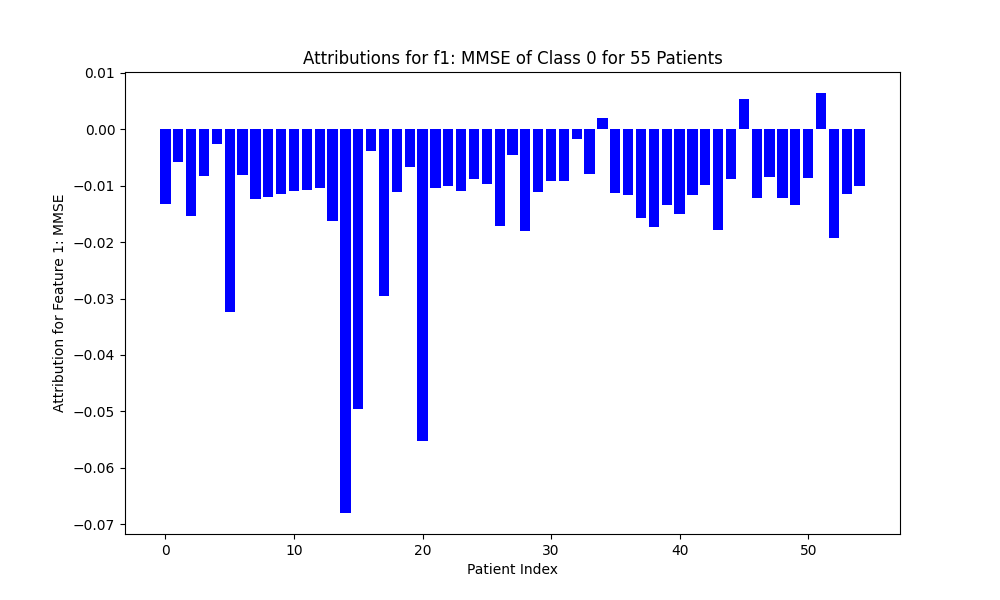 Attributions for f1: MMSE of Class 0 for 55 Patients
0.01
0.00
−0.01
−0.02
−0.03
−0.04
−0.05
−0.06
−0.07
Attribution for Feature 1: MMSE
0 10 20 30 40 50
Patient Index